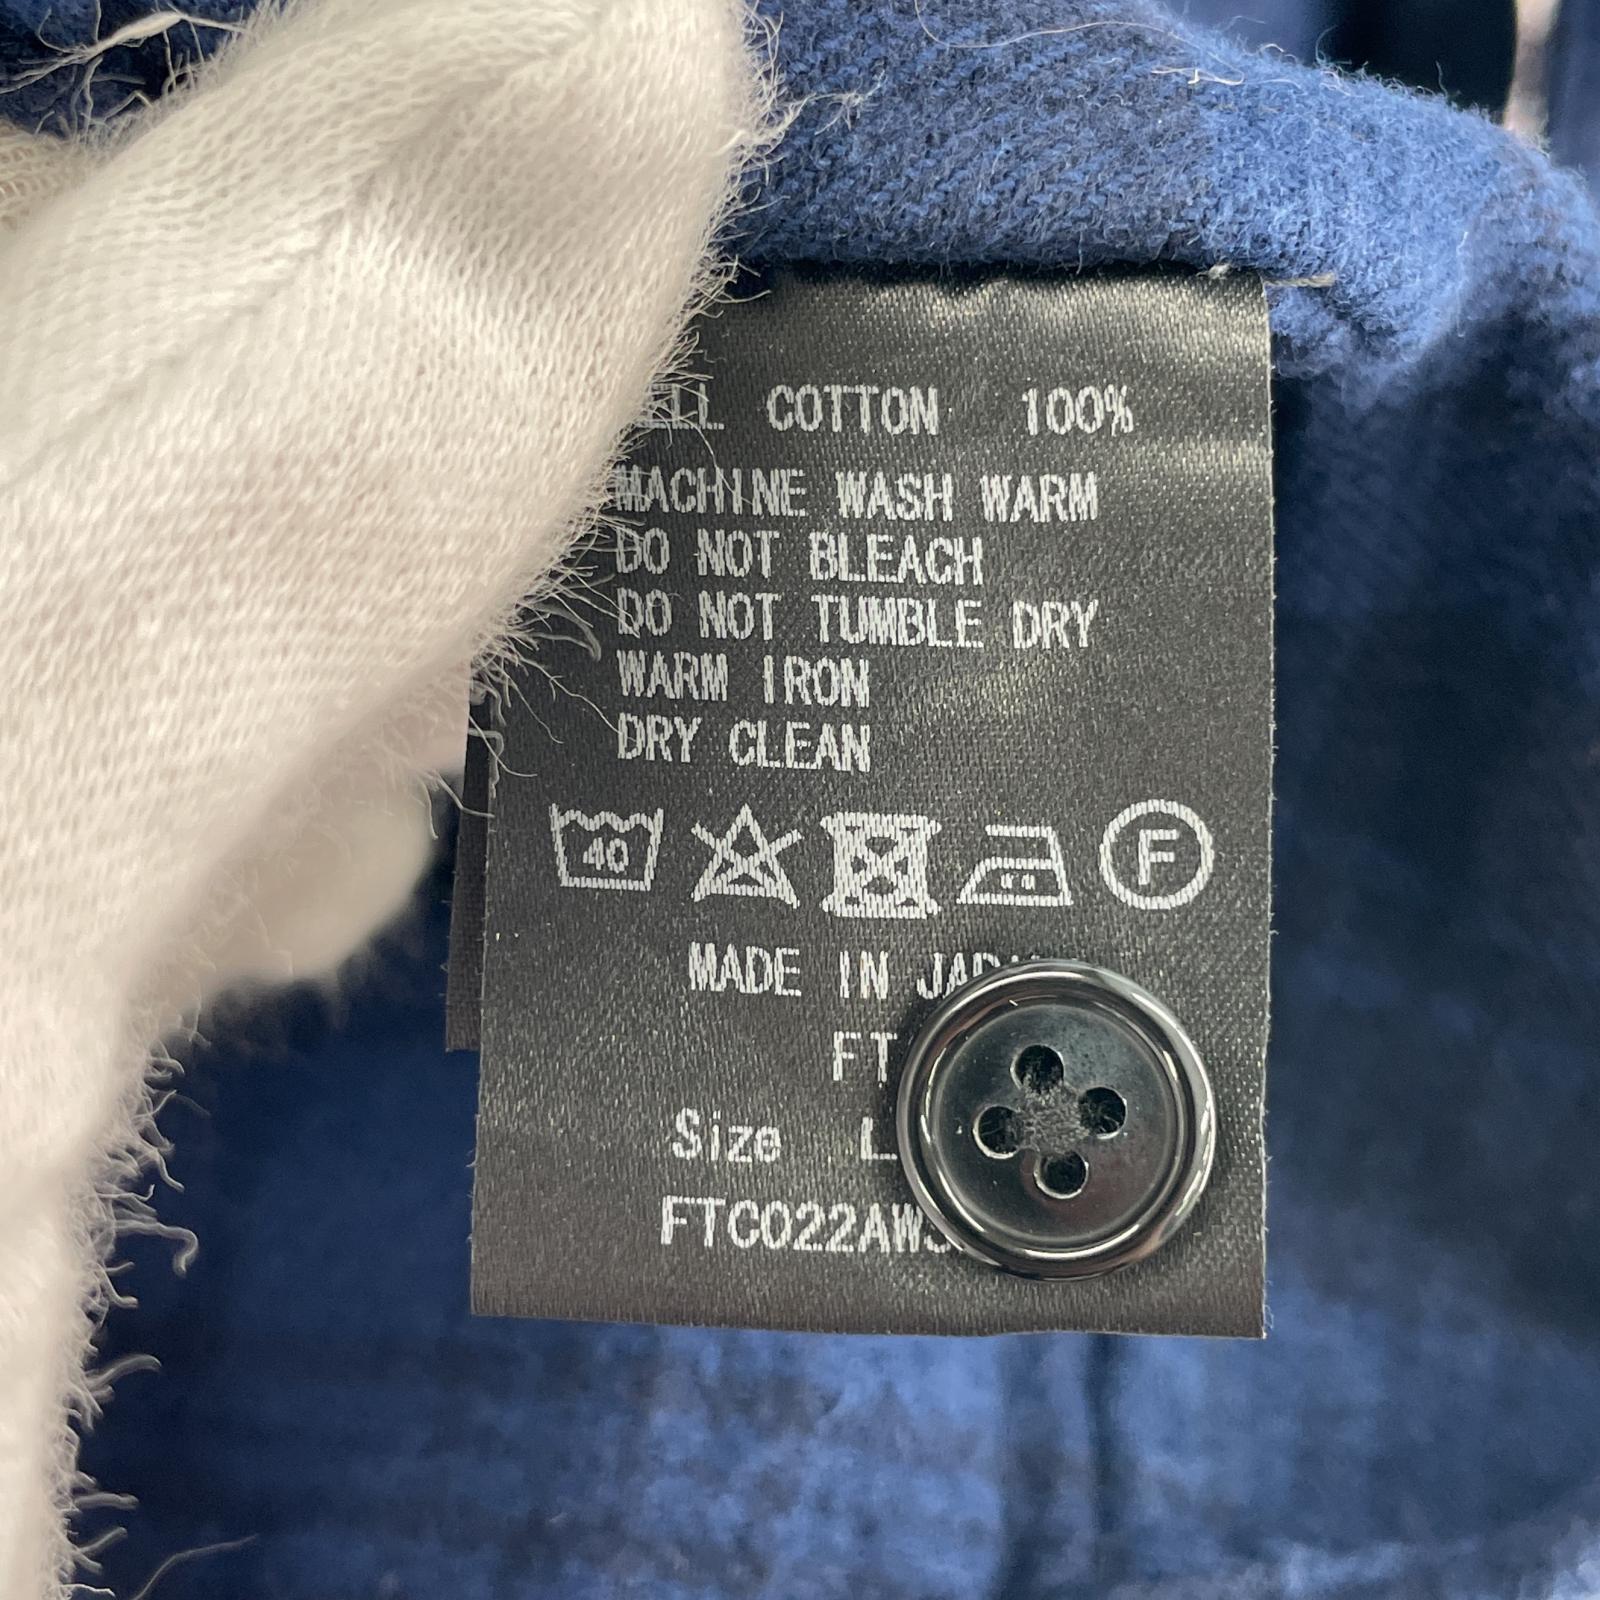 COTTON 100%
MACHINE WASH WARM
DO NOT BLEACH
DO NOT TUMBLE DRY
WARM IRON
DRY CLEAN
40 F
MADE IN
FT
Size L